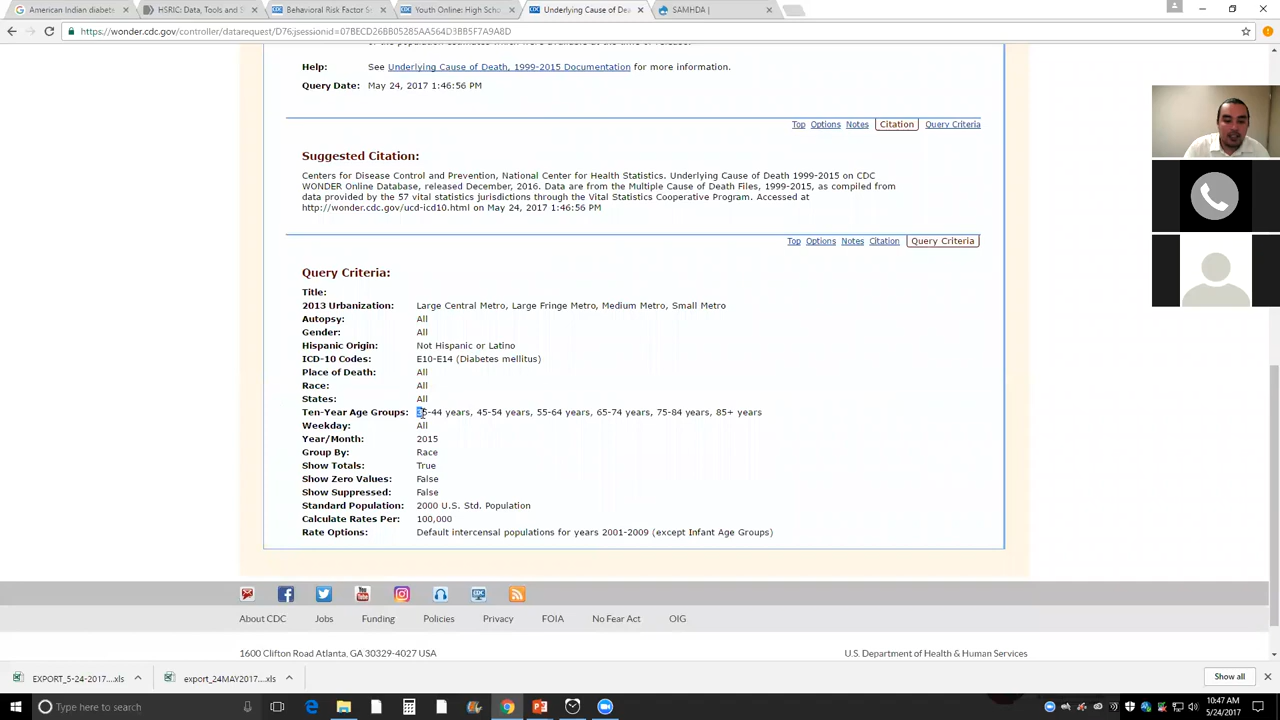 American Indian diabete
HSRIC: Data, Tools and S
Behavioral Risk Factor S
Youth Online: High Scho
Underlying Cause of Dea
SAMHDA |
https://wonder.cdc.gov/controller/datarequest/D76;jsessionid=07BECD26BB05285AA564D3BB5F7A9A8D
Help: See Underlying Cause of Death, 1999-2015 Documentation for more information.
Query Date: May 24, 2017 1:46:56 PM
Top Options Notes Citation Query Criteria
Suggested Citation:
Centers for Disease Control and Prevention, National Center for Health Statistics. Underlying Cause of Death 1999-2015 on CDC
WONDER Online Database, released December, 2016. Data are from the Multiple Cause of Death Files, 1999-2015, as compiled from
data provided by the 57 vital statistics jurisdictions through the Vital Statistics Cooperative Program. Accessed at
http://wonder.cdc.gov/ucd-icd10.html on May 24, 2017 1:46:56 PM
Top Options Notes Citation Query Criteria
Query Criteria:
Title:
2013 Urbanization: Large Central Metro, Large Fringe Metro, Medium Metro, Small Metro
Autopsy: All
Gender: All
Hispanic Origin: Not Hispanic or Latino
ICD-10 Codes: E10-E14 (Diabetes mellitus)
Place of Death: All
Race: All
States: All
Ten-Year Age Groups: 35-44 years, 45-54 years, 55-64 years, 65-74 years, 75-84 years, 85+ years
Weekday: All
Year/Month: 2015
Group By: Race
Show Totals: True
Show Zero Values: False
Show Suppressed: False
Standard Population: 2000 U.S. Std. Population
Calculate Rates Per: 100,000
Rate Options: Default intercensal populations for years 2001-2009 (except Infant Age Groups)
About CDC Jobs Funding Policies Privacy FOIA No Fear Act OIG
1600 Clifton Road Atlanta, GA 30329-4027 USA
U.S. Department of Health & Human Services
EXPORT_5-24-2017....xls
export_24MAY2017....xls
Show all
Type here to search
10:47 AM
5/24/2017